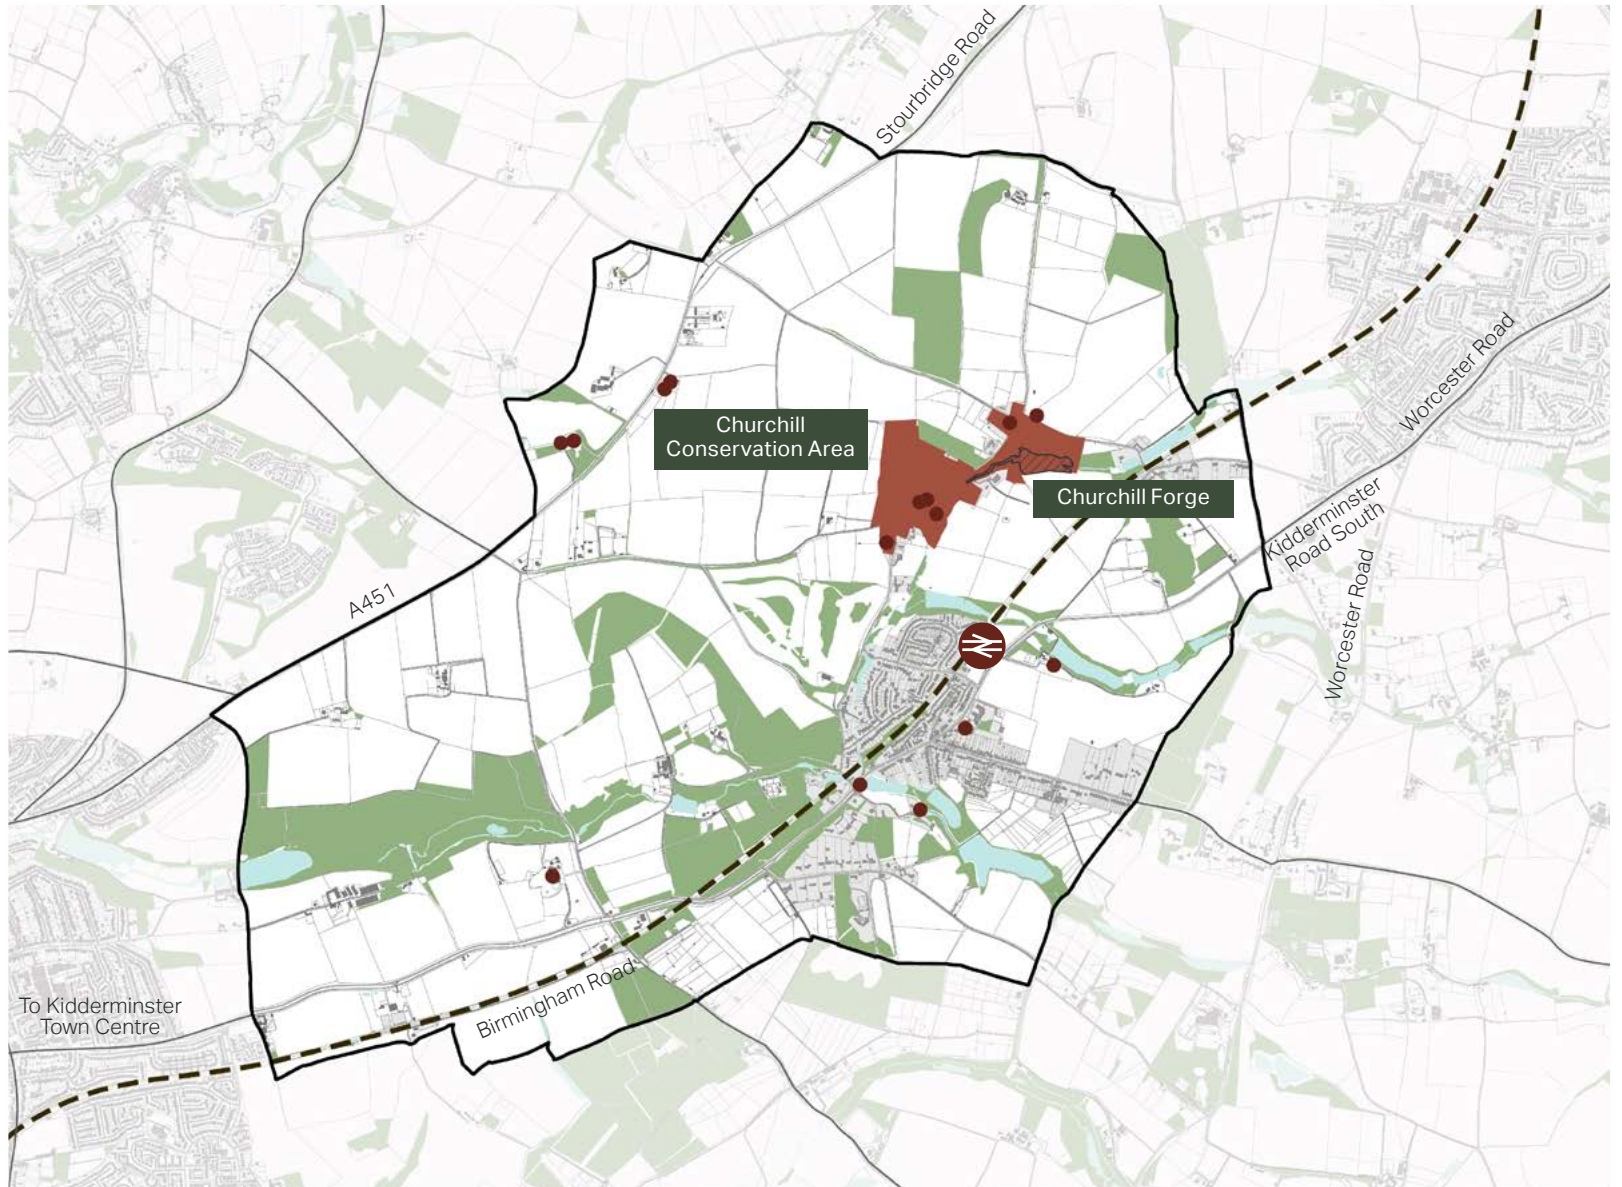 Stourbridge Road
Worcester Road
Churchill
Conservation Area
Churchill Forge
Kidderminster
Road South
Worcester Road
A451
Birmingham Road
To Kidderminster
Town Centre